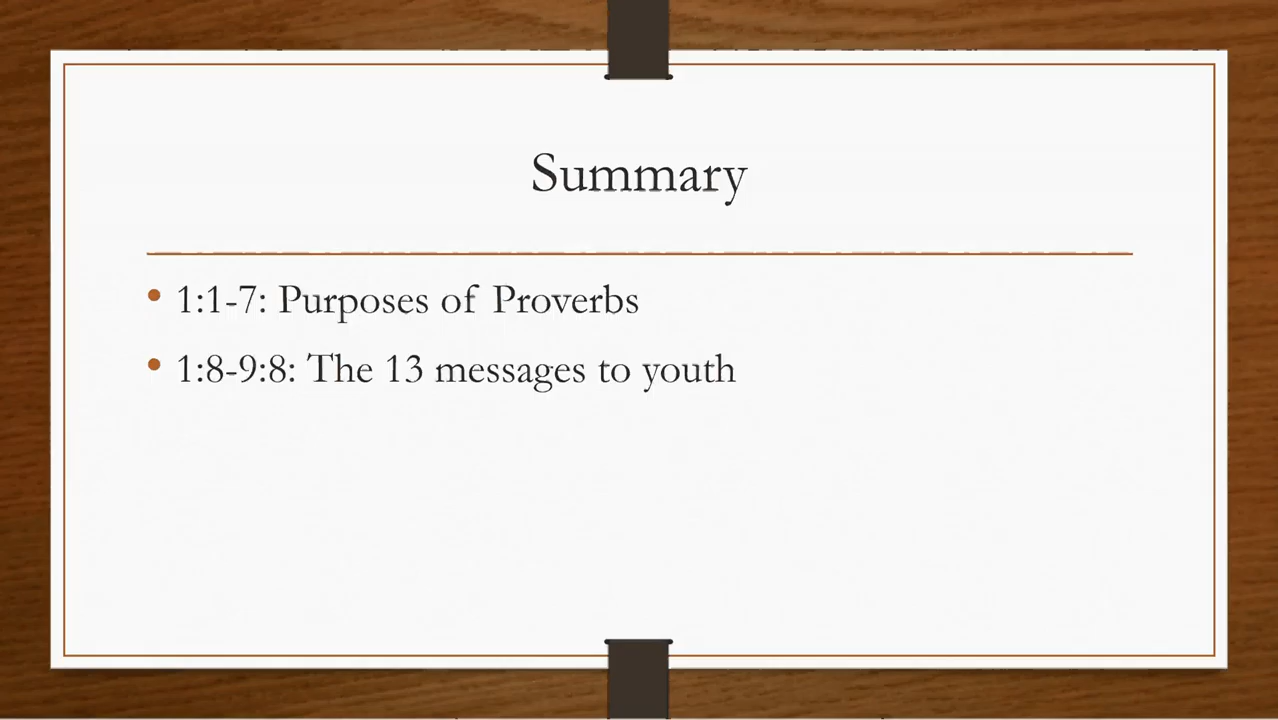 Summary
• 1:1-7: Purposes of Proverbs
• 1:8-9:8: The 13 messages to youth